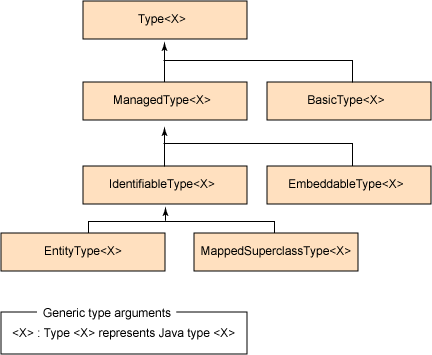 Type<X>
ManagedType<X>
BasicType<X>
IdentifiableType<X>
EmbeddableType<X>
EntityType<X>
MappedSuperclassType<X>
Generic type arguments
<X> : Type <X> represents Java type <X>